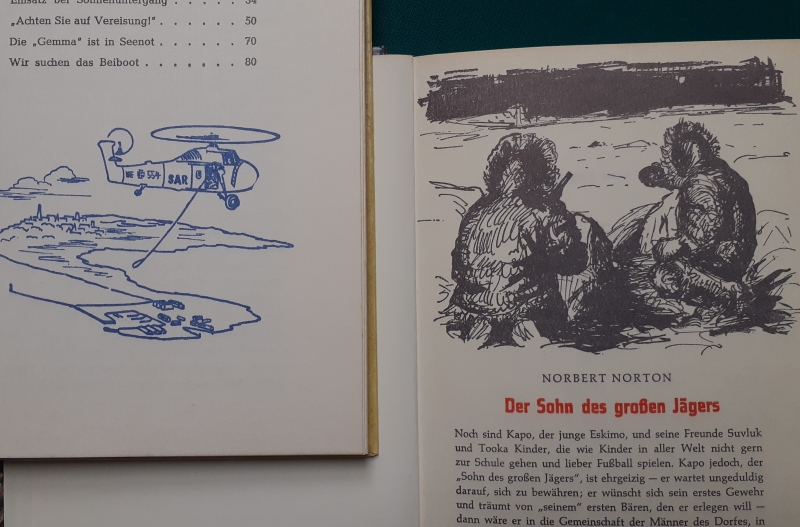 Einsatz bei Sonnenuntergang 34
„Achten Sie auf Vereisung!“ . . . . . . 50
Die „Gemma“ ist in Seenot . . . . . . 70
Wir suchen das Beiboot . . . . . . . 80
554
SAR
NORBERT NORTON
Der Sohn des großen Jägers
Noch sind Kapo, der junge Eskimo, und seine Freunde Suvluk
und Tooka Kinder, die wie Kinder in aller Welt nicht gern
zur Schule gehen und lieber Fußball spielen. Kapo jedoch, der
„Sohn des großen Jägers“, ist ehrgeizig — er wartet ungeduldig
darauf, sich zu bewähren; er wünscht sich sein erstes Gewehr
und träumt von „seinem“ ersten Bären, den er erlegen will —
dann wäre er in die Gemeinschaft der Männer des Dorfes, in